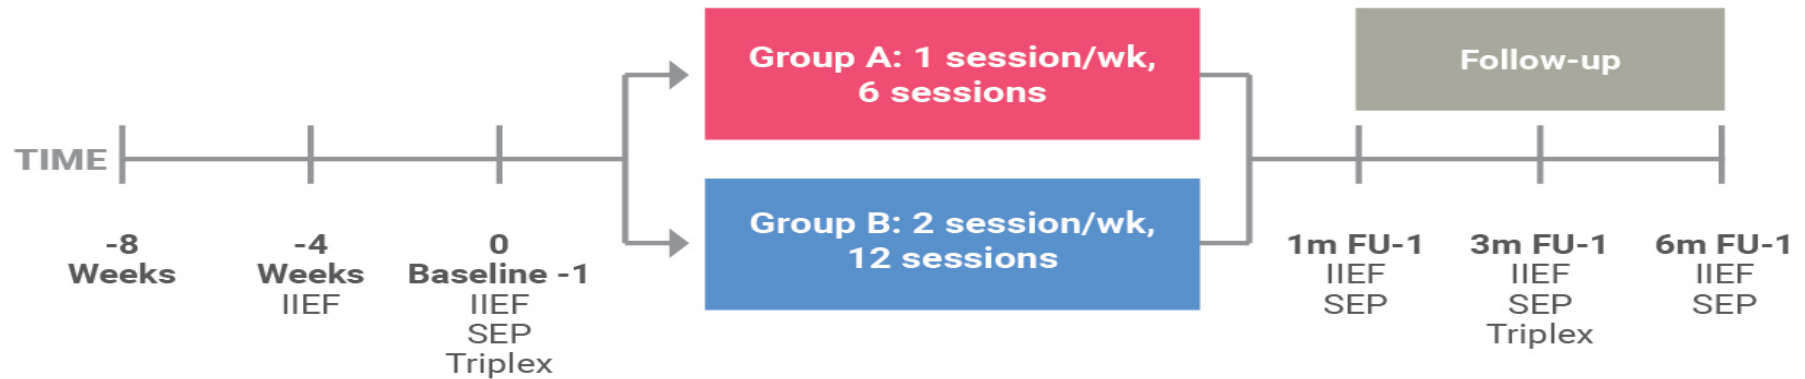 TIME
-8
Weeks
-4
Weeks
IIEF
0
Baseline -1
IIEF
SEP
Triplex
Group A: 1 session/wk,
6 sessions
Group B: 2 session/wk,
12 sessions
Follow-up
1m FU-1
IIEF
SEP
3m FU-1
IIEF
SEP
Triplex
6m FU-1
IIEF
SEP